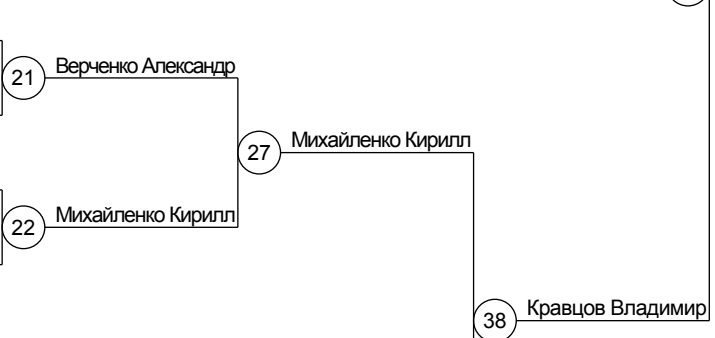 21 Верченко Александр
27 Михайленко Кирилл
22 Михайленко Кирилл
38 Кравцов Владимир